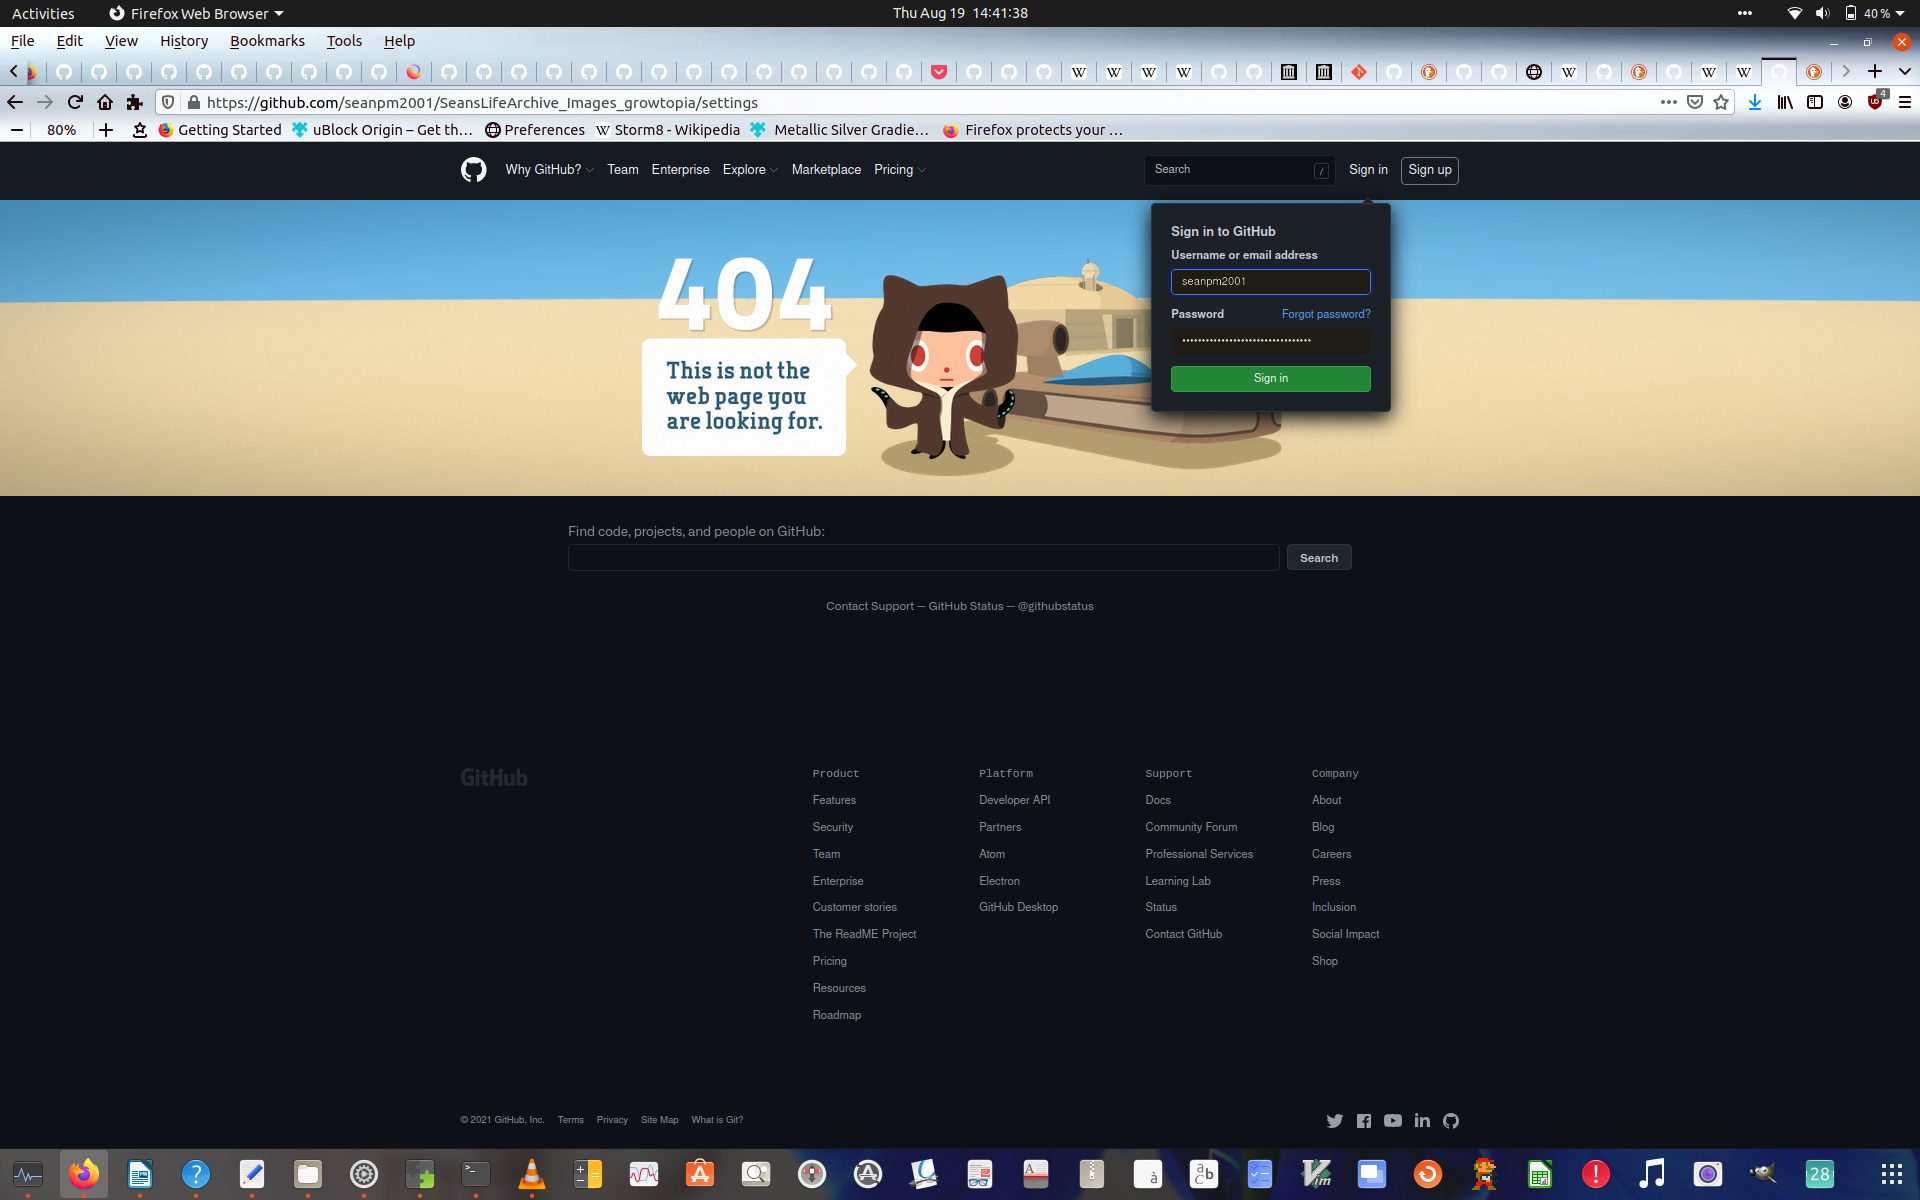 Activities
Firefox Web Browser
Thu Aug 19 14:41:38
40 %
File Edit View History Bookmarks Tools Help
https://github.com/seanpm2001/SeansLifeArchive_Images_growtopia/settings
4
80%
Getting Started
uBlock Origin – Get th…
Preferences
Storm8 - Wikipedia
Metallic Silver Gradie…
Firefox protects your …
Why GitHub? Team Enterprise Explore Marketplace Pricing
Search /
Sign in
Sign up
404
This is not the
web page you
are looking for.
Sign in to GitHub
Username or email address
seanpm2001
Password Forgot password?
Sign in
Find code, projects, and people on GitHub:
Search
Contact Support — GitHub Status — @githubstatus
GitHub
Product
Features
Security
Team
Enterprise
Customer stories
The ReadME Project
Pricing
Resources
Roadmap
Platform
Developer API
Partners
Atom
Electron
GitHub Desktop
Support
Docs
Community Forum
Professional Services
Learning Lab
Status
Contact GitHub
Company
About
Blog
Careers
Press
Inclusion
Social Impact
Shop
© 2021 GitHub, Inc. Terms Privacy Site Map What is Git?
28